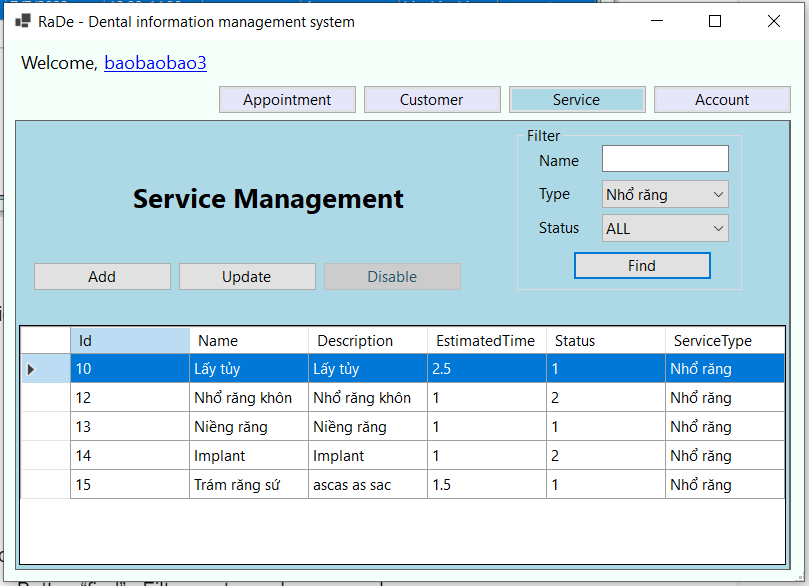 RaDe - Dental information management system
Welcome, baobaobao3
Appointment Customer Service Account
Filter
Name
Type Nhổ răng
Status ALL
Find
Service Management
Add Update Disable
Id Name Description EstimatedTime Status ServiceType
10 Lấy tủy Lấy tủy 2.5 1 Nhổ răng
12 Nhổ răng khôn Nhổ răng khôn 1 2 Nhổ răng
13 Niềng răng Niềng răng 1 1 Nhổ răng
14 Implant Implant 1 2 Nhổ răng
15 Trám răng sứ ascas as sac 1.5 1 Nhổ răng